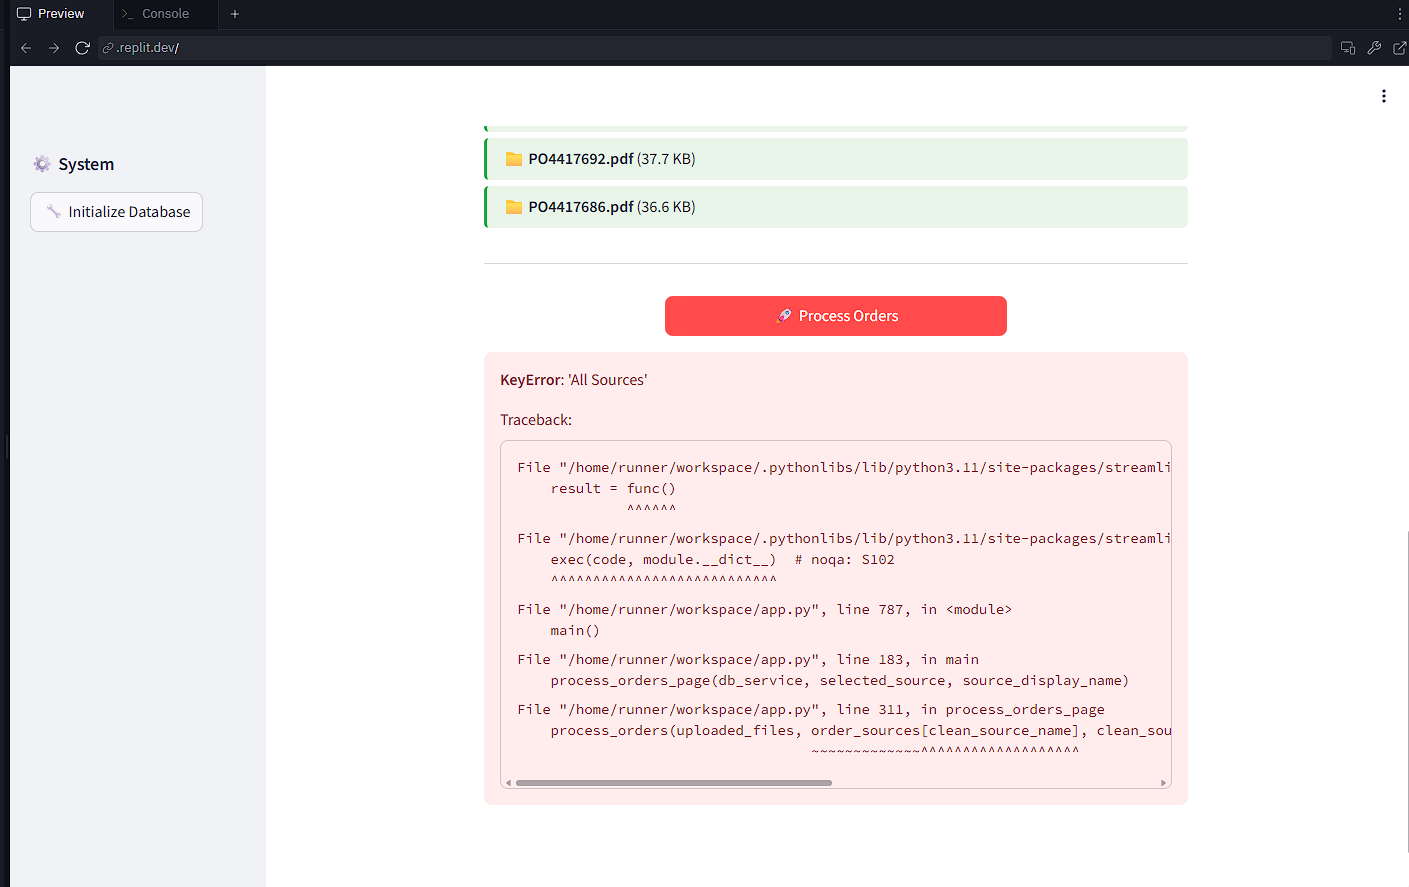 Preview
>_ Console
+
.replit.dev/
System
Initialize Database
PO4417692.pdf (37.7 KB)
PO4417686.pdf (36.6 KB)
Process Orders
KeyError: 'All Sources'
Traceback:
File "/home/runner/workspace/.pythonlibs/lib/python3.11/site-packages/streamli
result = func()
^^^^^^
File "/home/runner/workspace/.pythonlibs/lib/python3.11/site-packages/streamli
exec(code, module.__dict__)  # noqa: S102
^^^^^^^^^^^^^^^^^^^^^^^^^^^
File "/home/runner/workspace/app.py", line 787, in <module>
main()
File "/home/runner/workspace/app.py", line 183, in main
process_orders_page(db_service, selected_source, source_display_name)
File "/home/runner/workspace/app.py", line 311, in process_orders_page
process_orders(uploaded_files, order_sources[clean_source_name], clean_sou
~~~~~~~~~~~~~^^^^^^^^^^^^^^^^^^^